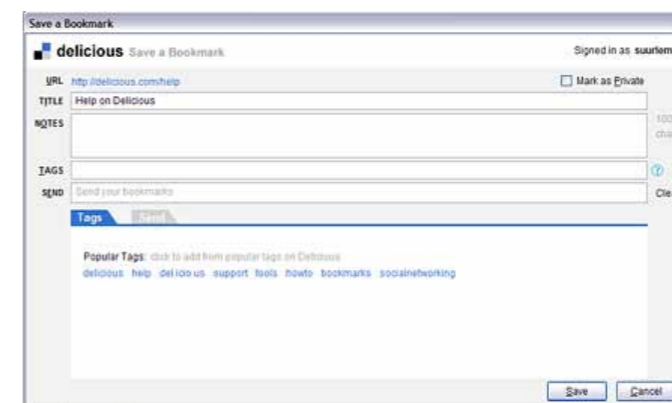 Save a Bookmark
delicious Save a Bookmark Signed in as
URL http://delicious.com/help Mark as Private
TITLE Help on Delicious
NOTES
TAGS
SEND Send your bookmarks
Tags Send
Popular Tags: click to add from popular tags on Delicious
delicious help del.icio.us support tools howto bookmarks socialnetworking
Save Cancel